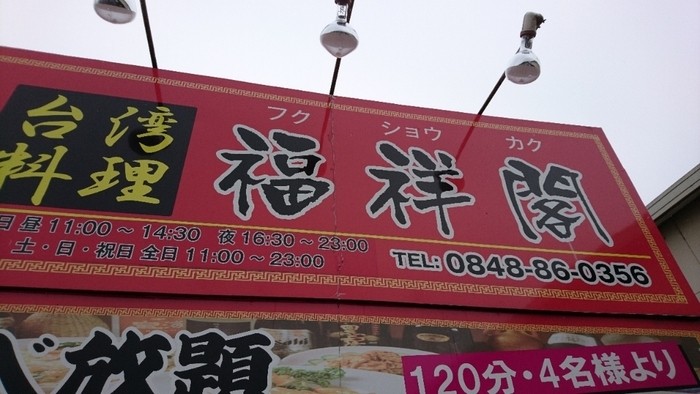 台湾
料理
フク ショウ カク
福祥閣
日 昼 11:00 ～ 14:30 夜 16:30 ～ 23:00
土・日・祝日 全日 11:00 ～ 23:00
TEL: 0848-86-0356
べ放題
120分・4名様より